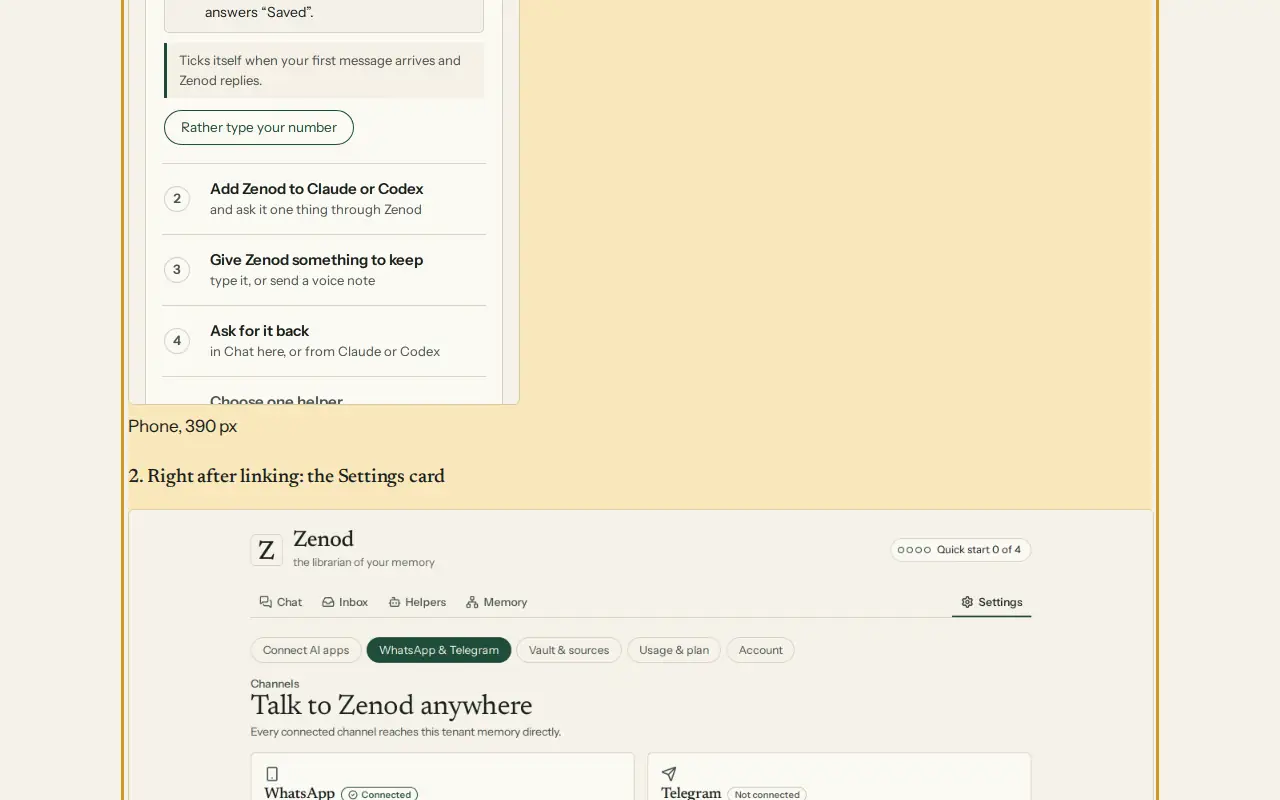 answers “Saved”.
Ticks itself when your first message arrives and
Zenod replies.
Rather type your number
2
Add Zenod to Claude or Codex
and ask it one thing through Zenod
3
Give Zenod something to keep
type it, or send a voice note
4
Ask for it back
in Chat here, or from Claude or Codex
Choose one helper
Phone, 390 px
2. Right after linking: the Settings card
Z
Zenod
the librarian of your memory
Quick start 0 of 4
Chat
Inbox
Helpers
Memory
Settings
Connect AI apps
WhatsApp & Telegram
Vault & sources
Usage & plan
Account
Channels
Talk to Zenod anywhere
Every connected channel reaches this tenant memory directly.
WhatsApp
Connected
Telegram
Not connected